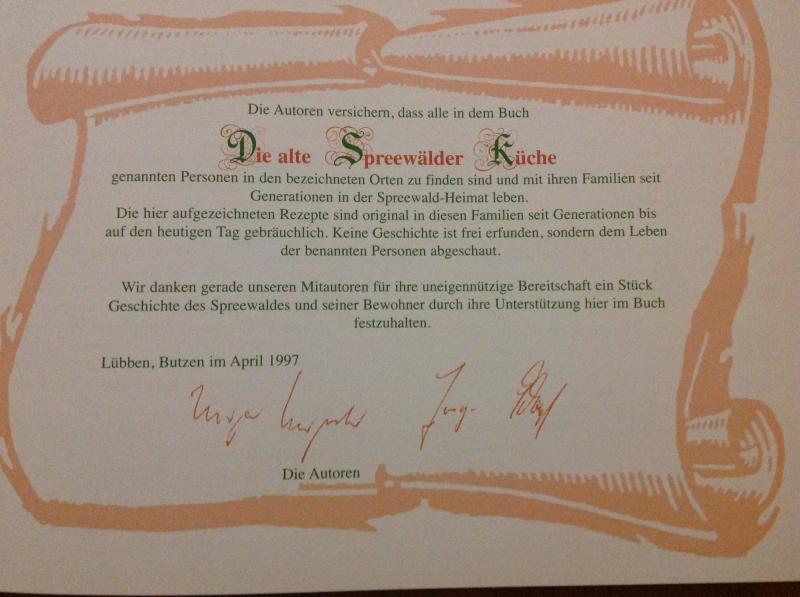 Die Autoren versichern, dass alle in dem Buch
Die alte Spreewälder Küche
genannten Personen in den bezeichneten Orten zu finden sind und mit ihren Familien seit
Generationen in der Spreewald-Heimat leben.
Die hier aufgezeichneten Rezepte sind original in diesen Familien seit Generationen bis
auf den heutigen Tag gebräuchlich. Keine Geschichte ist frei erfunden, sondern dem Leben
der benannten Personen abgeschaut.
Wir danken gerade unseren Mitautoren für ihre uneigennützige Bereitschaft ein Stück
Geschichte des Spreewaldes und seiner Bewohner durch ihre Unterstützung hier im Buch
festzuhalten.
Lübben, Butzen im April 1997
Die Autoren